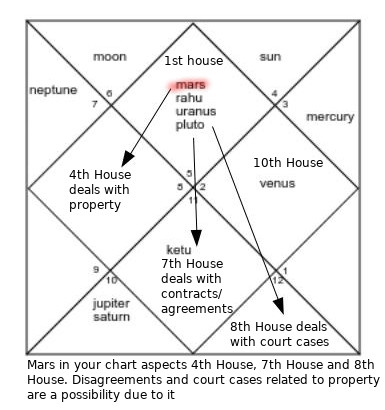 moon
1st house
sun
neptune
mars
rahu
uranus
pluto
6
7
4
3
mercury
4th House
deals with
property
10th House
venus
5
8
2
11
ketu
7th House
deals with
contracts/
agreements
9
10
1
12
jupiter
saturn
8th House deals
with court cases
Mars in your chart aspects 4th House, 7th House and 8th
House. Disagreements and court cases related to property
are a possibility due to it